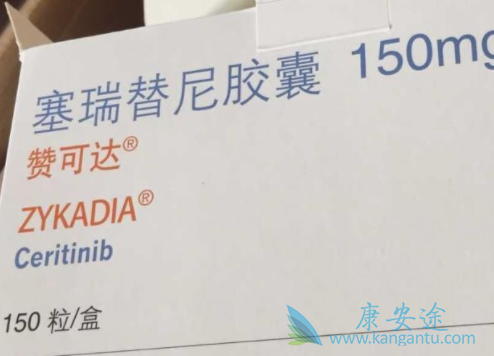 塞瑞替尼胶囊 150mg
赞可达®
ZYKADIA®
Ceritinib
150 粒/盒
康安途
www.kangantu.com